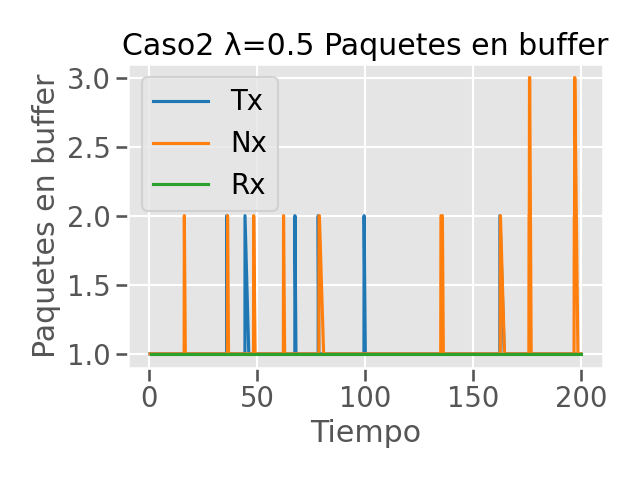 Caso2 λ=0.5 Paquetes en buffer
Paquetes en buffer
3.0
2.5
2.0
1.5
1.0
Tx
Nx
Rx
0
50
100
150
200
Tiempo